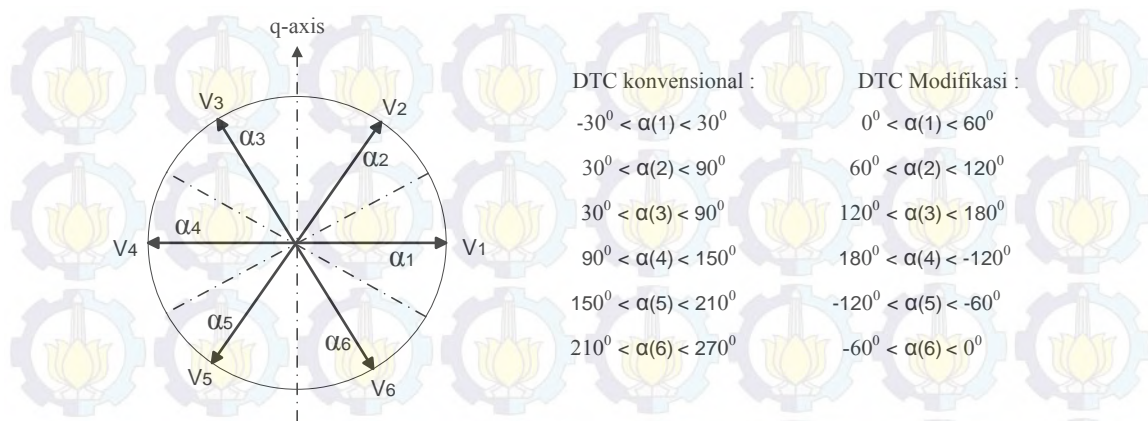 q-axis
V3
V2
α3
α2
V4
α4
α1
V1
α5
α6
V5
V6
DTC konvensional :
-30⁰ < α(1) < 30⁰
30⁰ < α(2) < 90⁰
30⁰ < α(3) < 90⁰
90⁰ < α(4) < 150⁰
150⁰ < α(5) < 210⁰
210⁰ < α(6) < 270⁰
DTC Modifikasi :
0⁰ < α(1) < 60⁰
60⁰ < α(2) < 120⁰
120⁰ < α(3) < 180⁰
180⁰ < α(4) < -120⁰
-120⁰ < α(5) < -60⁰
-60⁰ < α(6) < 0⁰